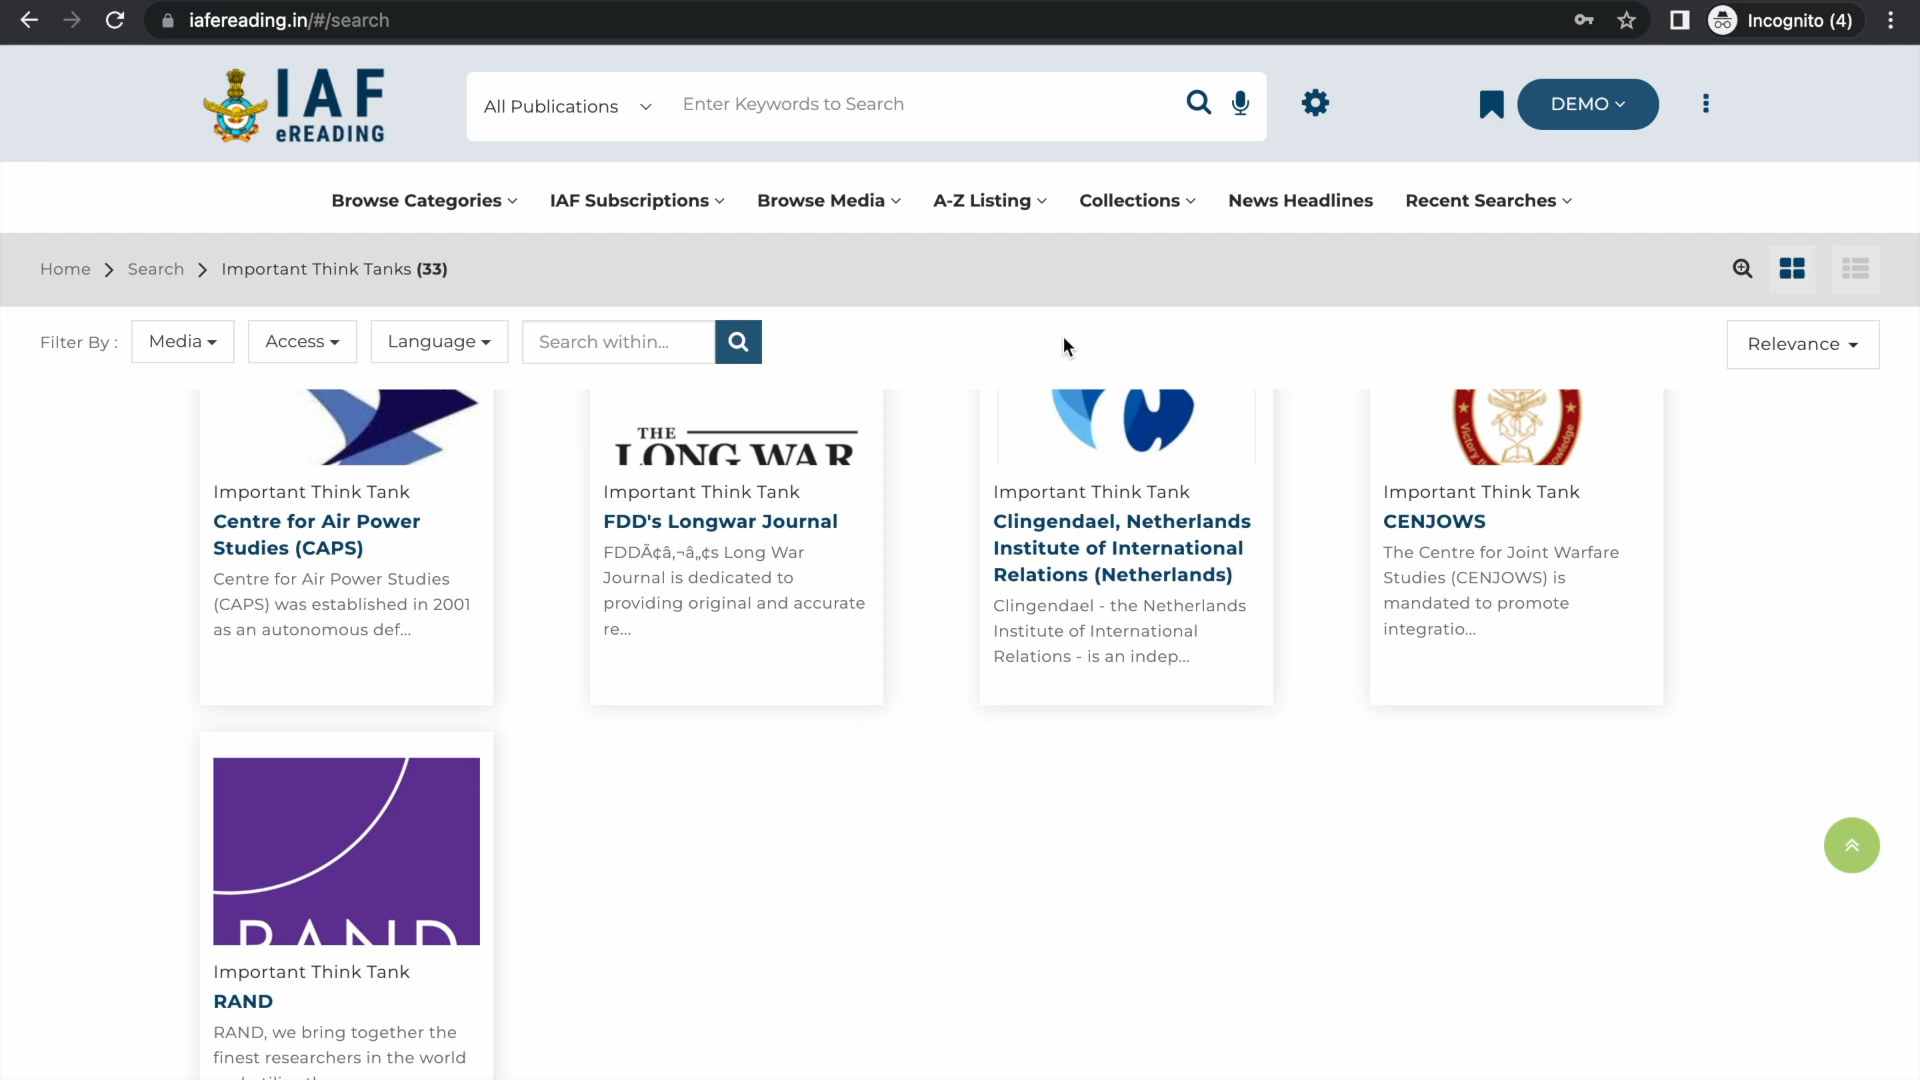 iafereading.in/#/search
Incognito (4)
IAF
eREADING
All Publications
Enter Keywords to Search
DEMO
Browse Categories
IAF Subscriptions
Browse Media
A-Z Listing
Collections
News Headlines
Recent Searches
Home
Search
Important Think Tanks (33)
Filter By :
Media
Access
Language
Search within...
Relevance
THE
LONG WAR
Victory
Important Think Tank
Centre for Air Power
Studies (CAPS)
Centre for Air Power Studies
(CAPS) was established in 2001
as an autonomous def...
Important Think Tank
FDD's Longwar Journal
FDDÃ¢â‚¬â„¢s Long War
Journal is dedicated to
providing original and accurate
re...
Important Think Tank
Clingendael, Netherlands
Institute of International
Relations (Netherlands)
Clingendael - the Netherlands
Institute of International
Relations - is an indep...
Important Think Tank
CENJOWS
The Centre for Joint Warfare
Studies (CENJOWS) is
mandated to promote
integratio...
RAND
Important Think Tank
RAND
RAND, we bring together the
finest researchers in the world